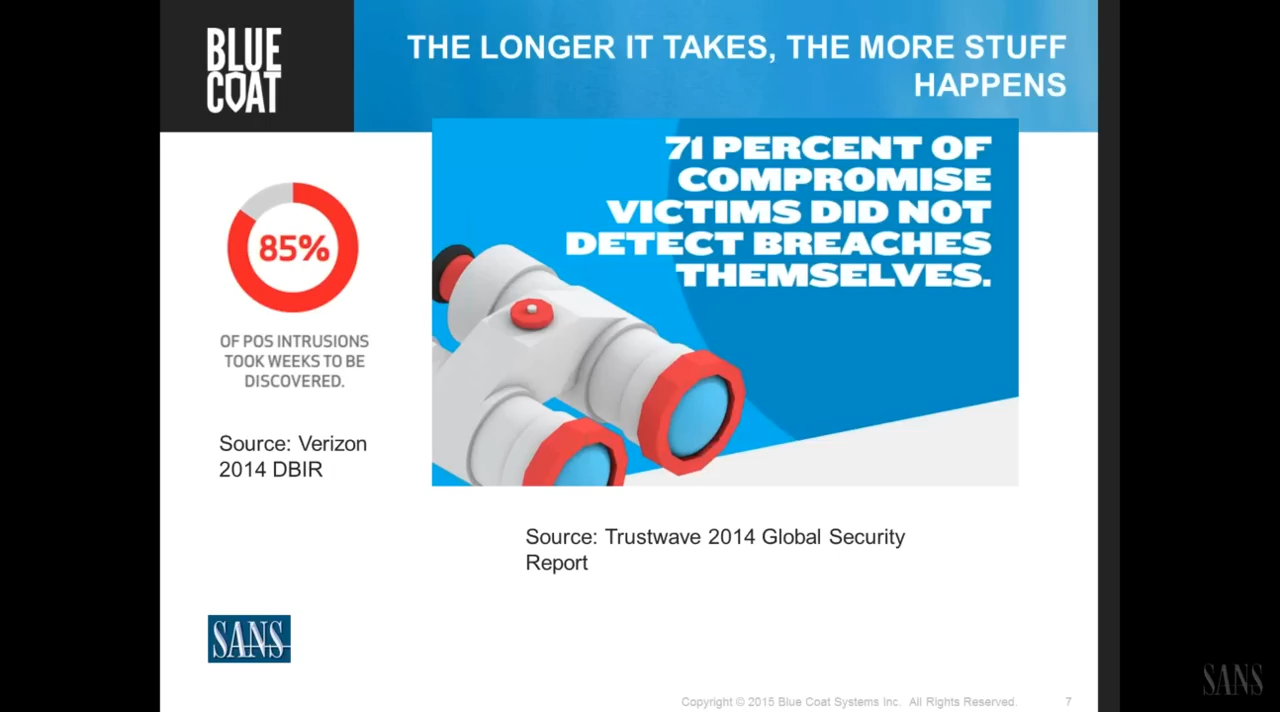 BLUE
COAT
THE LONGER IT TAKES, THE MORE STUFF
HAPPENS
85%
OF POS INTRUSIONS
TOOK WEEKS TO BE
DISCOVERED.
Source: Verizon
2014 DBIR
71 PERCENT OF
COMPROMISE
VICTIMS DID NOT
DETECT BREACHES
THEMSELVES.
Source: Trustwave 2014 Global Security
Report
SANS
Copyright © 2015 Blue Coat Systems Inc. All Rights Reserved.
7
SANS